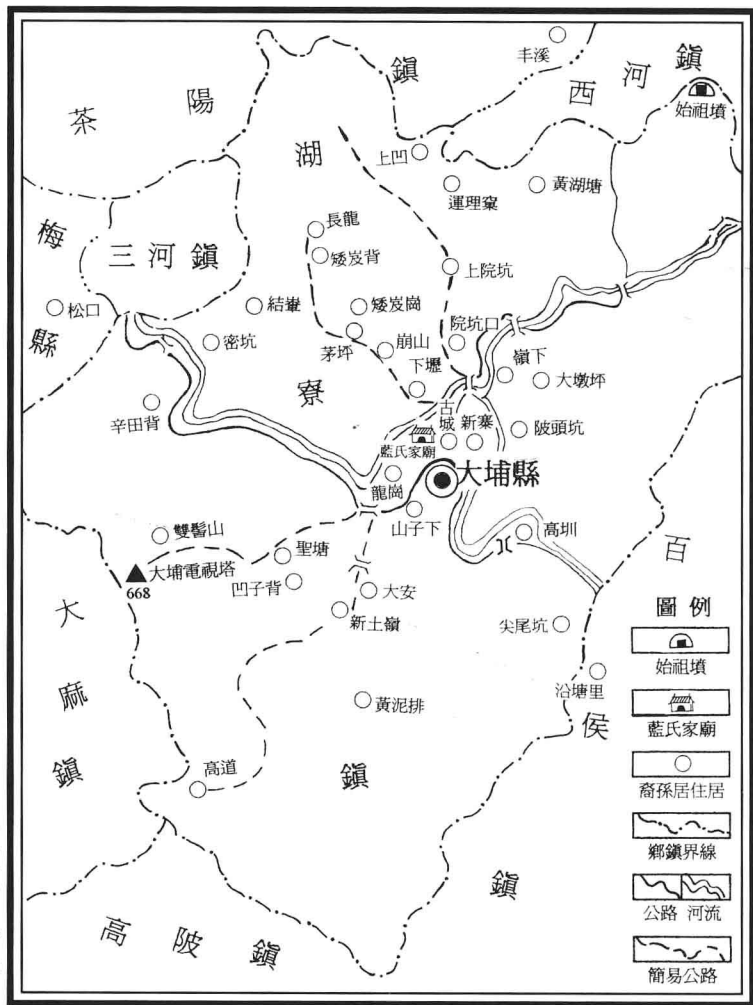 丰溪
茶陽鎮
西河鎮
始祖墳
湖寮鎮
上凹
運理窠
黃湖塘
梅縣
三河鎮
長龍
矮岌背
上院坑
松口
結輋
矮岌崗
密坑
茅坪
崩山
院坑口
下壢
嶺下
大墩坪
辛田背
古城
新寨
陂頭坑
藍氏家廟
龍崗
大埔縣
山子下
高圳
百侯鎮
雙髻山
聖塘
大埔電視塔
668
凹子背
大安
新土嶺
尖尾坑
大麻鎮
沿塘里
黃泥排
高道
高陂鎮
圖例
始祖墳
藍氏家廟
裔孫居住居
鄉鎮界線
公路 河流
簡易公路